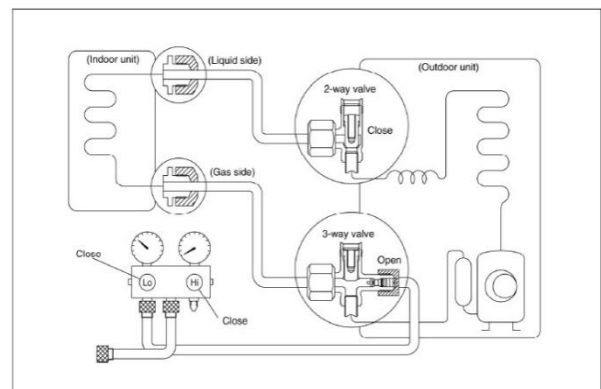 (Indoor unit)
(Liquid side)
(Outdoor unit)
2-way valve
Close
(Gas side)
3-way valve
Open
Close
Lo
Hi
Close